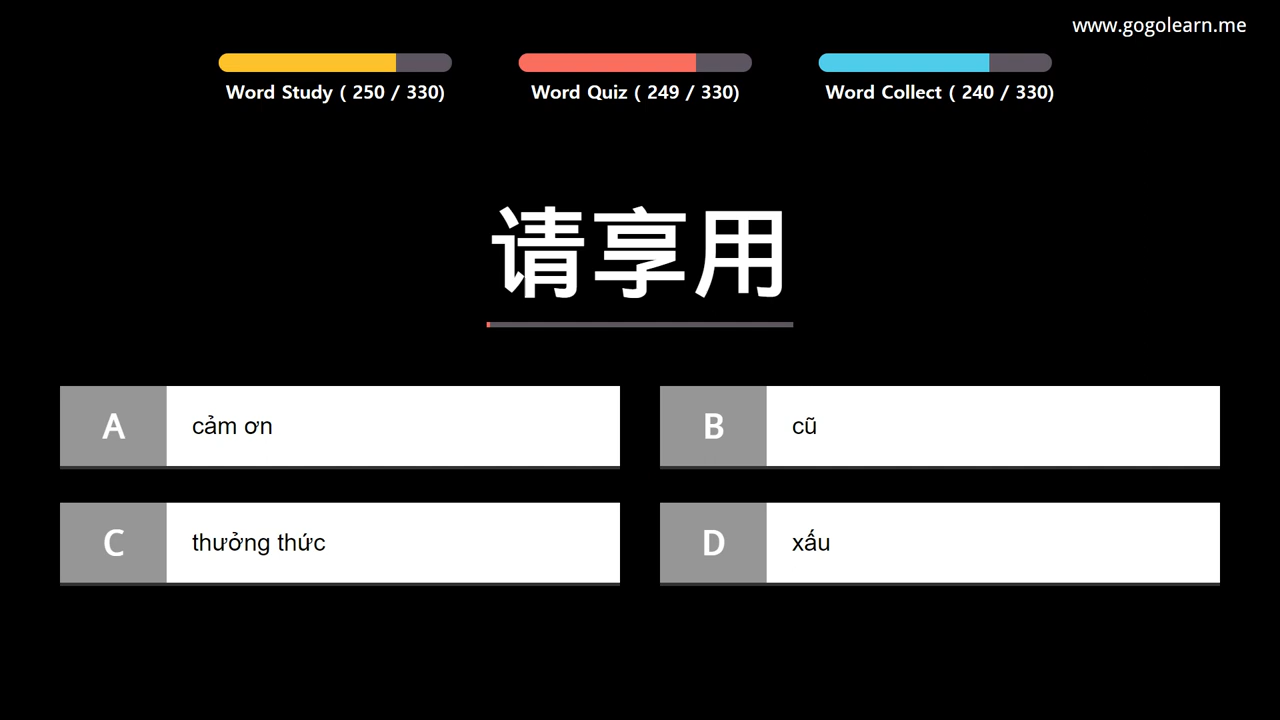 www.gogolearn.me
Word Study ( 250 / 330)
Word Quiz ( 249 / 330)
Word Collect ( 240 / 330)
请享用
A
cảm ơn
B
cũ
C
thưởng thức
D
xấu